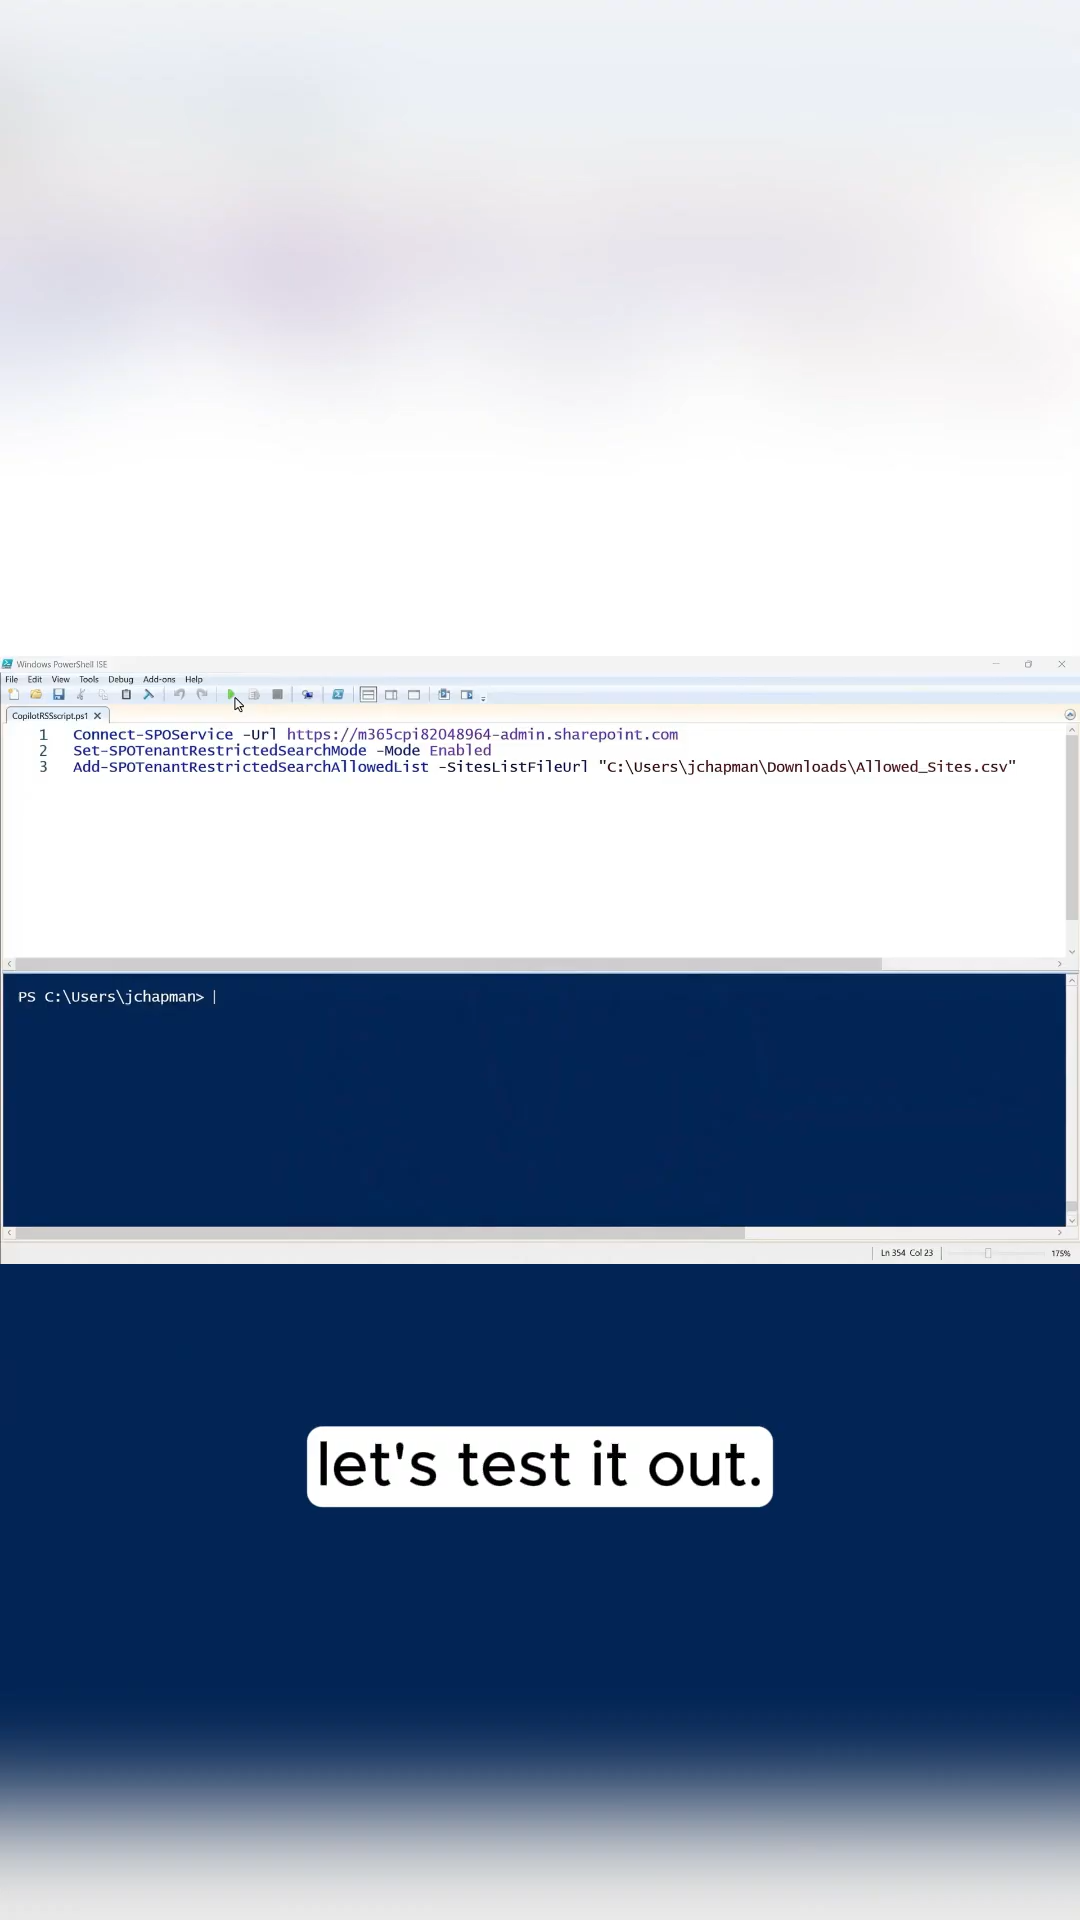 Windows PowerShell ISE
File Edit View Tools Debug Add-ons Help
CopilotRSSscript.ps1
1 Connect-SPOService -Url https://m365cpi82048964-admin.sharepoint.com
2 Set-SPOTenantRestrictedSearchMode -Mode Enabled
3 Add-SPOTenantRestrictedSearchAllowedList -SitesListFileUrl "C:\Users\jchapman\Downloads\Allowed_Sites.csv"
PS C:\Users\jchapman>
Ln 354 Col 23
175%
let's test it out.